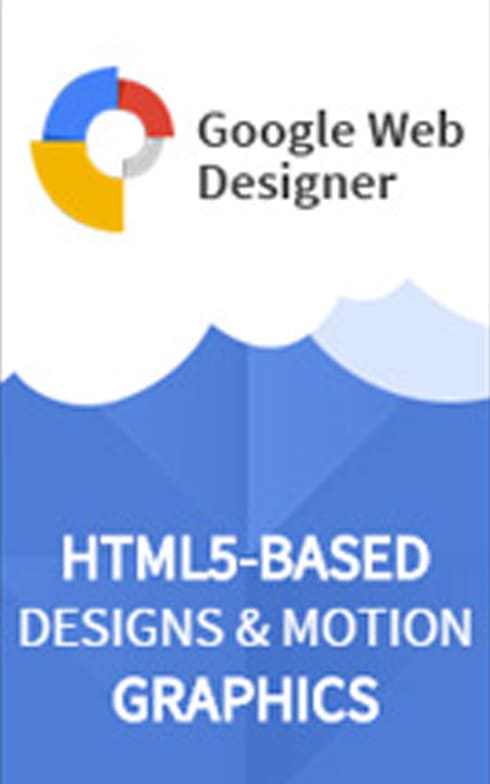 Google Web
Designer
HTML5-BASED
DESIGNS & MOTION
GRAPHICS